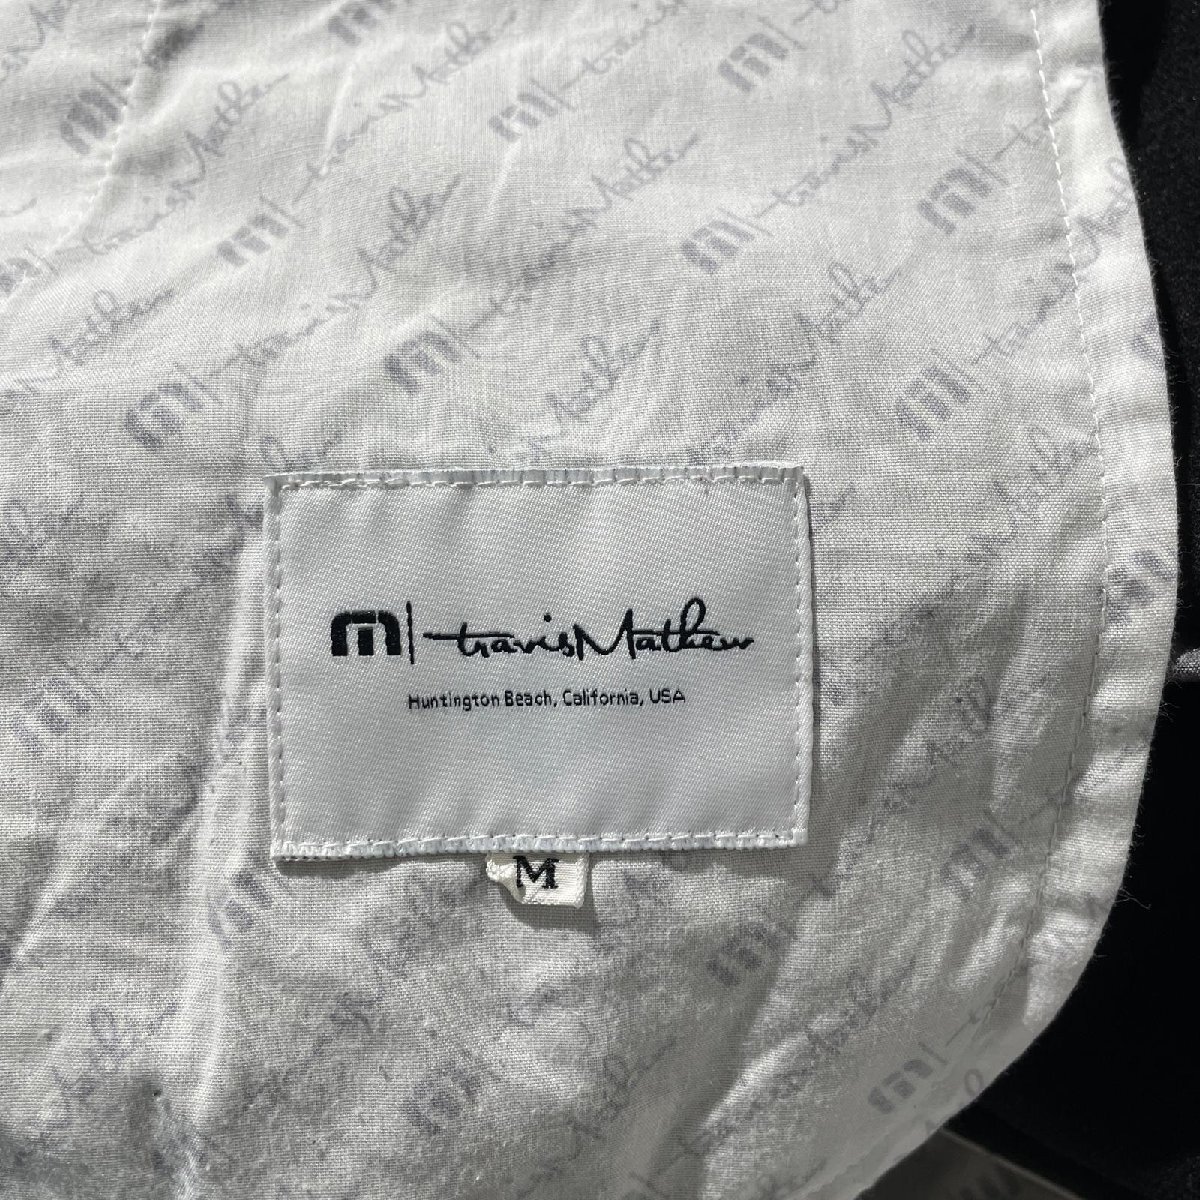 travisMathew
Huntington Beach, California, USA
M